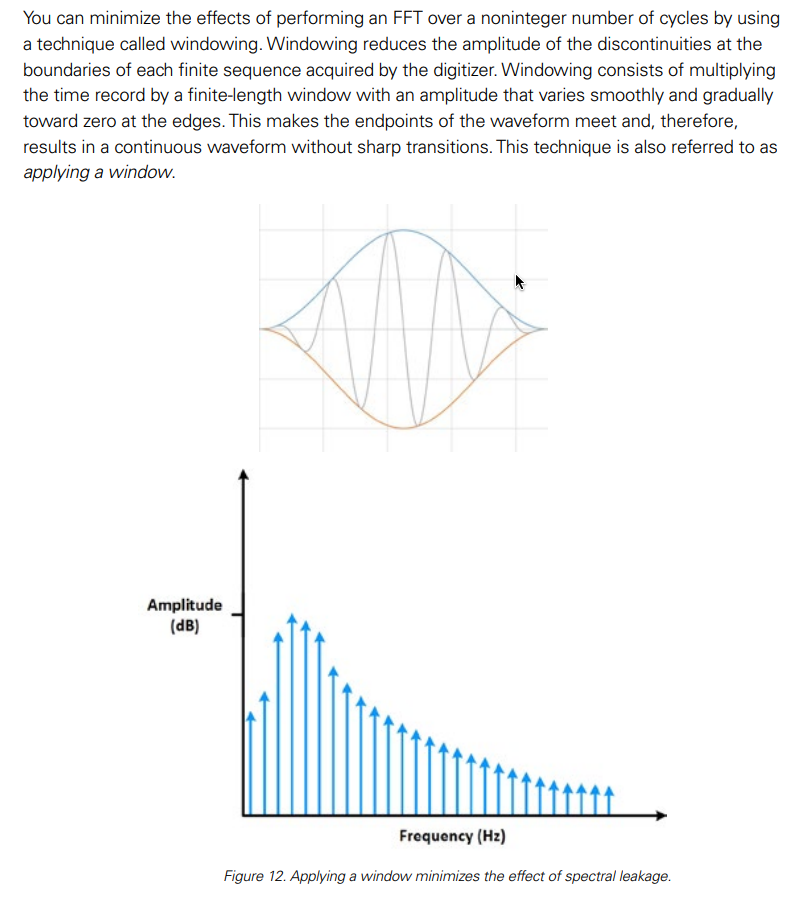 You can minimize the effects of performing an FFT over a noninteger number of cycles by using
a technique called windowing. Windowing reduces the amplitude of the discontinuities at the
boundaries of each finite sequence acquired by the digitizer. Windowing consists of multiplying
the time record by a finite-length window with an amplitude that varies smoothly and gradually
toward zero at the edges. This makes the endpoints of the waveform meet and, therefore,
results in a continuous waveform without sharp transitions. This technique is also referred to as
applying a window.
Amplitude
(dB)
Frequency (Hz)
Figure 12. Applying a window minimizes the effect of spectral leakage.